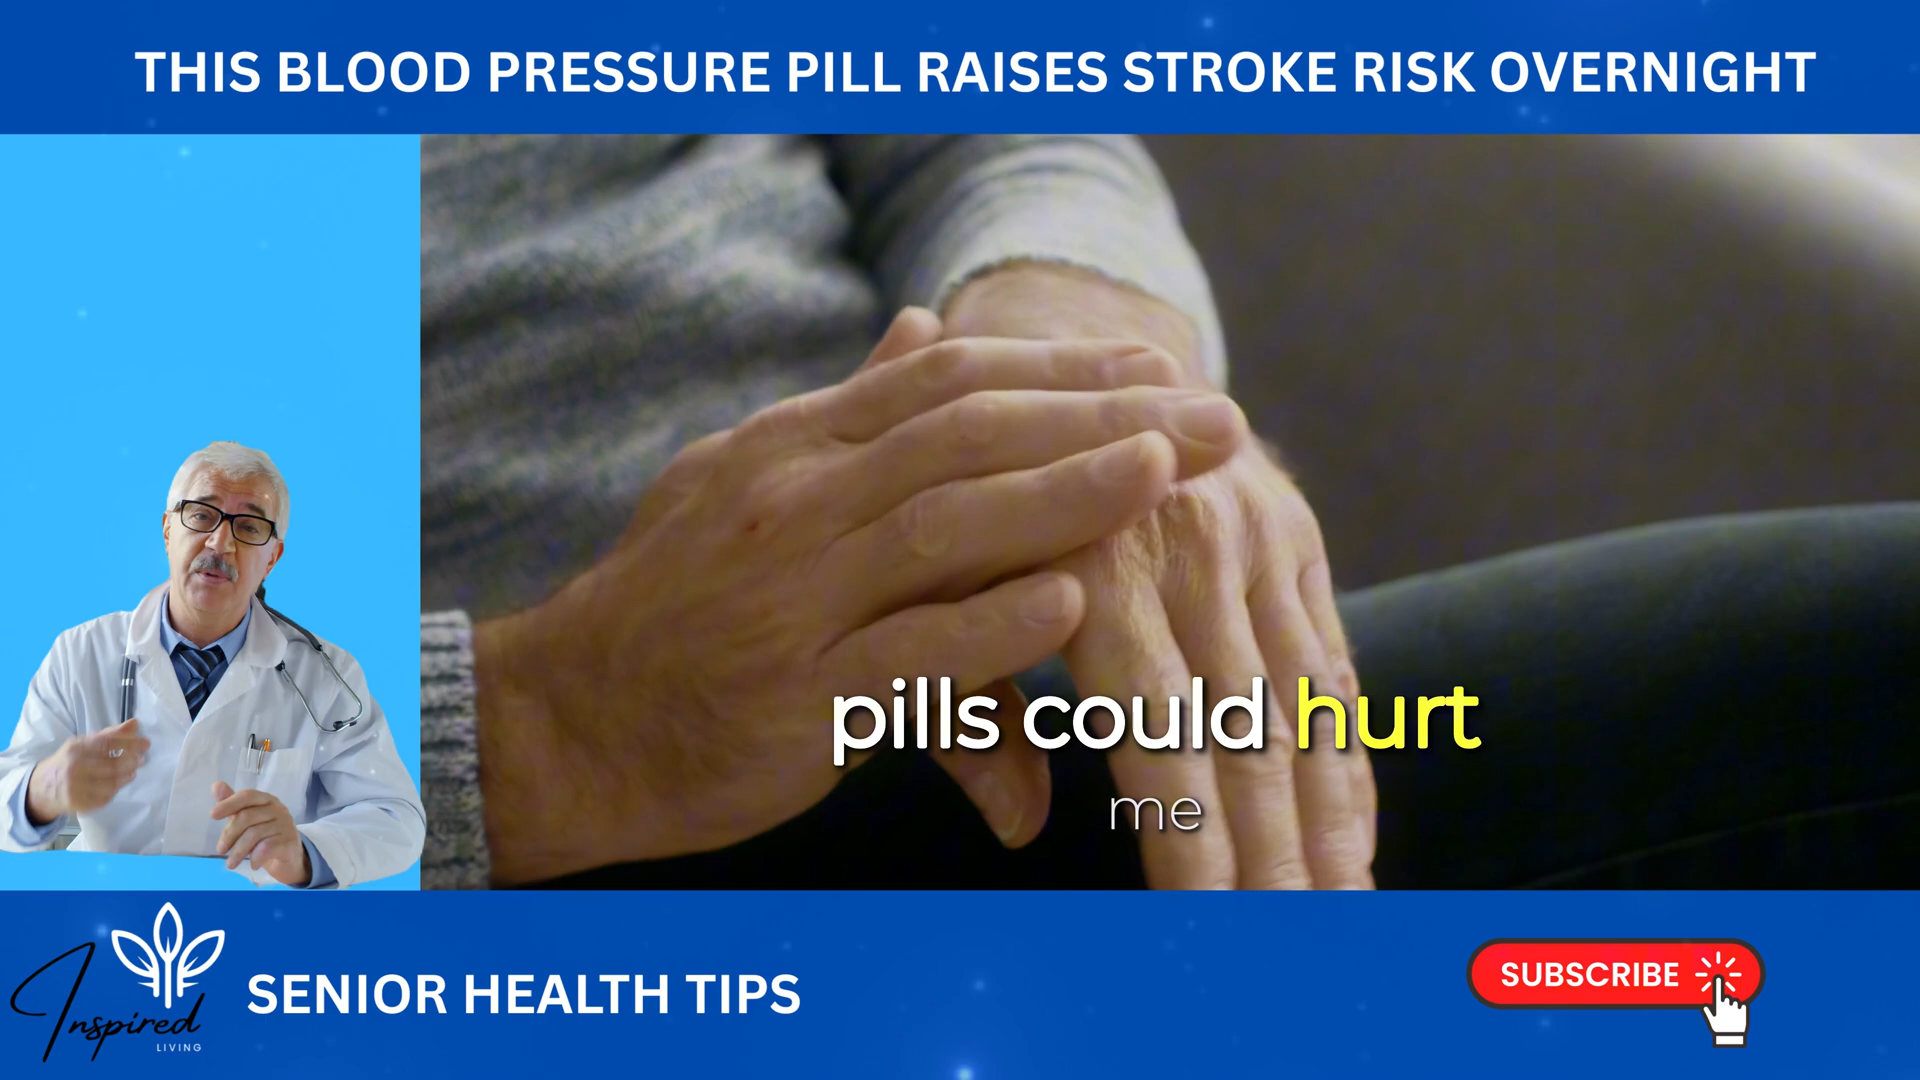 THIS BLOOD PRESSURE PILL RAISES STROKE RISK OVERNIGHT
pills could hurt
me
Inspired
LIVING
SENIOR HEALTH TIPS
SUBSCRIBE